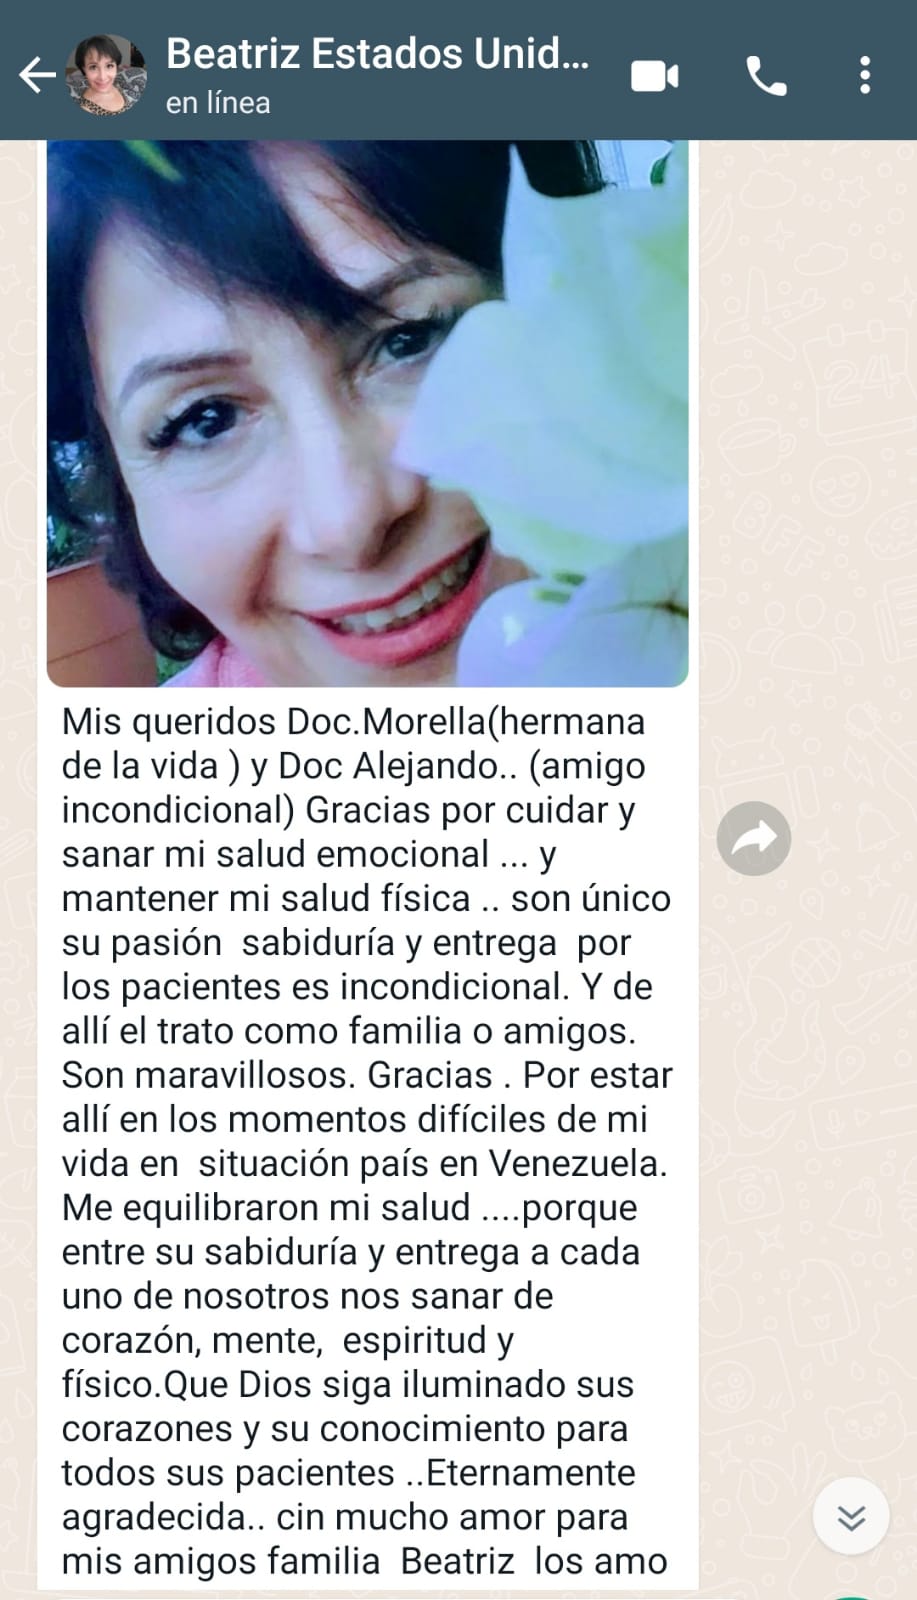 Beatriz Estados Unid...
en línea
Mis queridos Doc.Morella(hermana
de la vida ) y Doc Alejando.. (amigo
incondicional) Gracias por cuidar y
sanar mi salud emocional ... y
mantener mi salud física .. son único
su pasión  sabiduría y entrega  por
los pacientes es incondicional. Y de
allí el trato como familia o amigos.
Son maravillosos. Gracias . Por estar
allí en los momentos difíciles de mi
vida en  situación país en Venezuela.
Me equilibraron mi salud ....porque
entre su sabiduría y entrega a cada
uno de nosotros nos sanar de
corazón, mente,  espiritud y
físico.Que Dios siga iluminado sus
corazones y su conocimiento para
todos sus pacientes ..Eternamente
agradecida.. cin mucho amor para
mis amigos familia  Beatriz  los amo